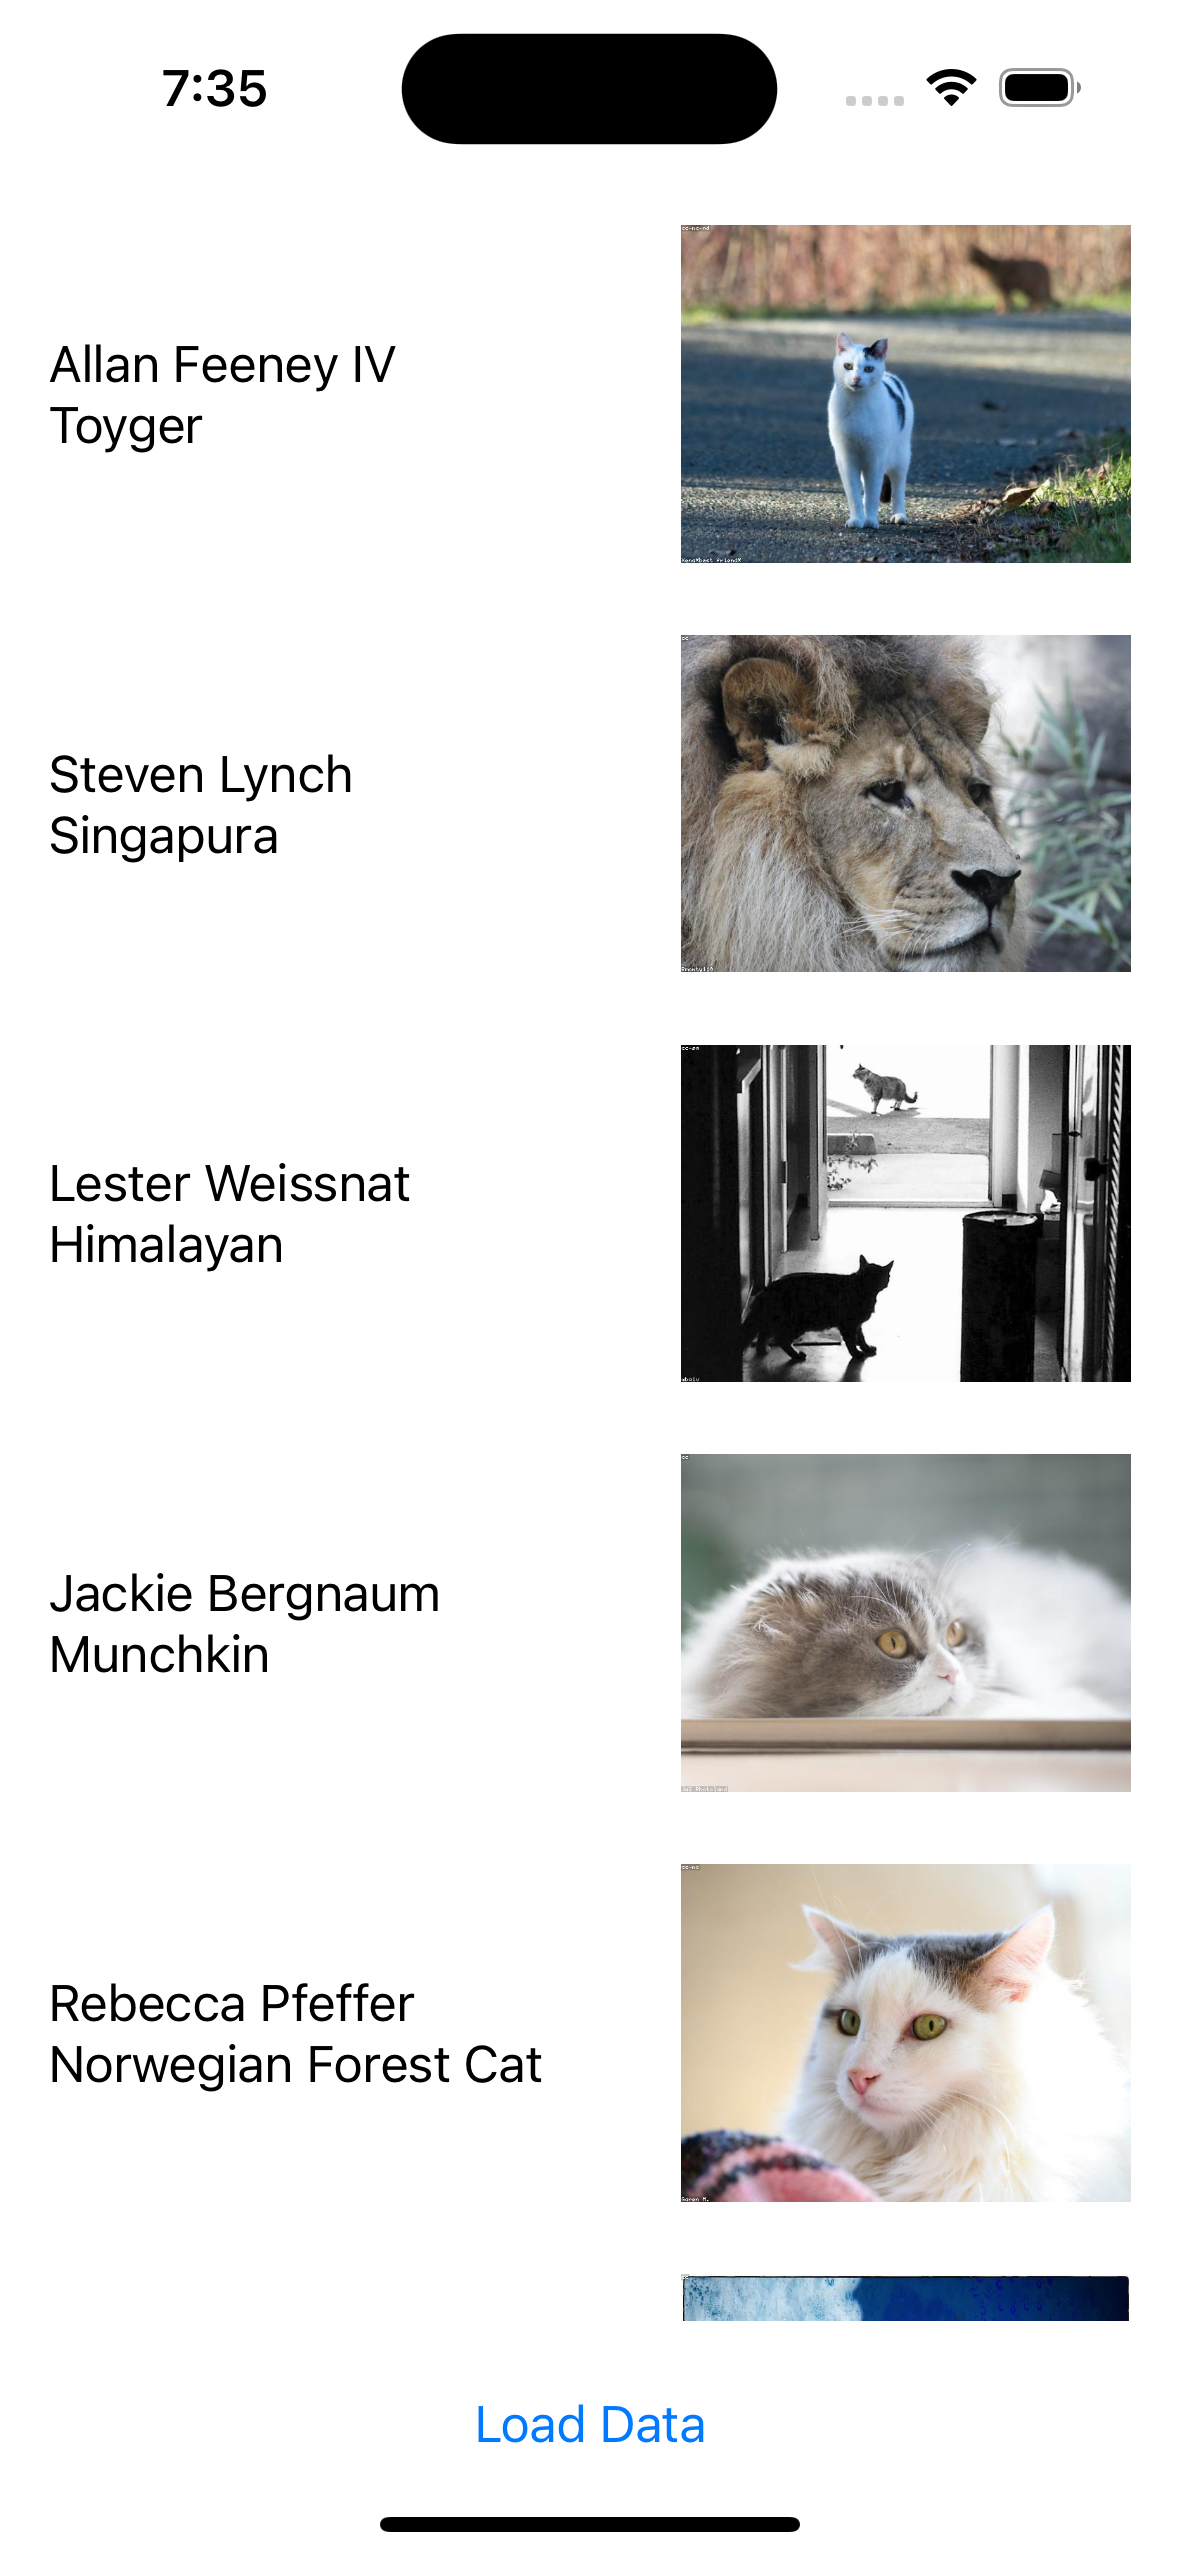 7:35
Allan Feeney IV
Toyger
Steven Lynch
Singapura
Lester Weissnat
Himalayan
Jackie Bergnaum
Munchkin
Rebecca Pfeffer
Norwegian Forest Cat
Load Data